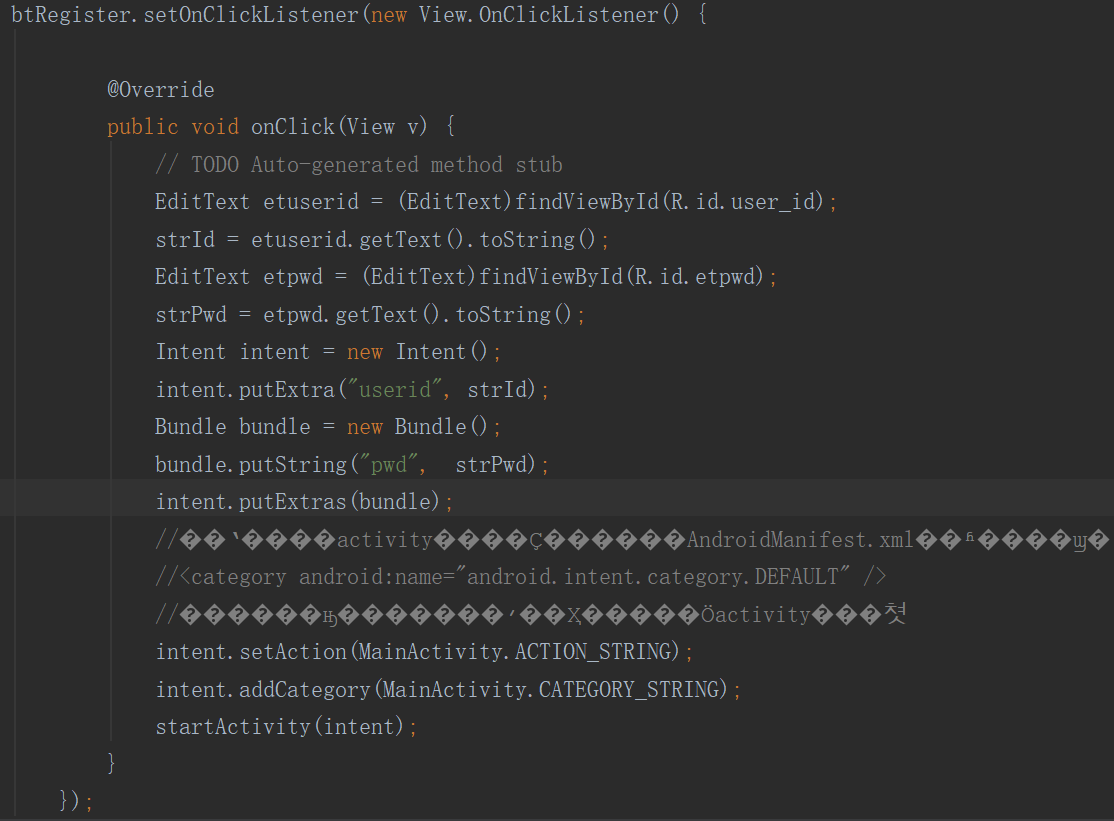 btRegister.setOnClickListener(new View.OnClickListener() {
@Override
public void onClick(View v) {
// TODO Auto-generated method stub
EditText etuserid = (EditText)findViewById(R.id.user_id);
strId = etuserid.getText().toString();
EditText etpwd = (EditText)findViewById(R.id.etpwd);
strPwd = etpwd.getText().toString();
Intent intent = new Intent();
intent.putExtra("userid", strId);
Bundle bundle = new Bundle();
bundle.putString("pwd",  strPwd);
intent.putExtras(bundle);
//��ʽ����activity����Ҫ������AndroidManifest.xml��ʱ����ϣ�
//<category android:name="android.intent.category.DEFAULT" />
//������Њ�������׳��Ҳ�����Öactivity���쳣
intent.setAction(MainActivity.ACTION_STRING);
intent.addCategory(MainActivity.CATEGORY_STRING);
startActivity(intent);
}
});